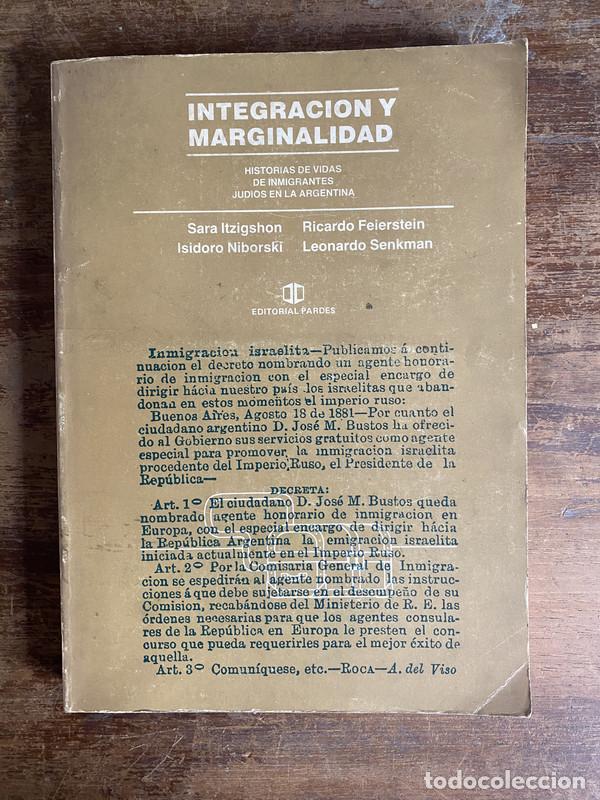 INTEGRACION Y
MARGINALIDAD
HISTORIAS DE VIDAS
DE INMIGRANTES
JUDIOS EN LA ARGENTINA
Sara Itzigshon Ricardo Feierstein
Isidoro Niborski Leonardo Senkman
EDITORIAL PARDES
Inmigracion israelita—Publicamos á conti-
nuacion el decreto nombrando un agente honora-
rio de inmigracion con el especial encargo de
dirigir hácia nuestro país los israelitas que aban-
donan en estos momentos el imperio ruso:
Buenos Aires, Agosto 18 de 1881—Por cuanto el
ciudadano argentino D. José M. Bustos ha ofreci-
do al Gobierno sus servicios gratuitos como agente
especial para promover la inmigracion israelita
procedente del Imperio Ruso, el Presidente de la
República—
DECRETA:
Art. 1º El ciudadano D. José M. Bustos queda
nombrado agente honorario de inmigracion en
Europa, con el especial encargo de dirigir hácia
la República Argentina la emigracion israelita
iniciada actualmente en el Imperio Ruso.
Art. 2º Por la Comisaria General de Inmigra-
cion se espedirán al agente nombrado las instruc-
ciones á que debe sujetarse en el desempeño de su
Comision, recabándose del Ministerio de R. E. las
órdenes necesarias para que los agentes consula-
res de la República en Europa le presten el con-
curso que pueda requerirles para el mejor éxito de
aquella.
Art. 3º Comuníquese, etc.—ROCA—A. del Viso
todocoleccion